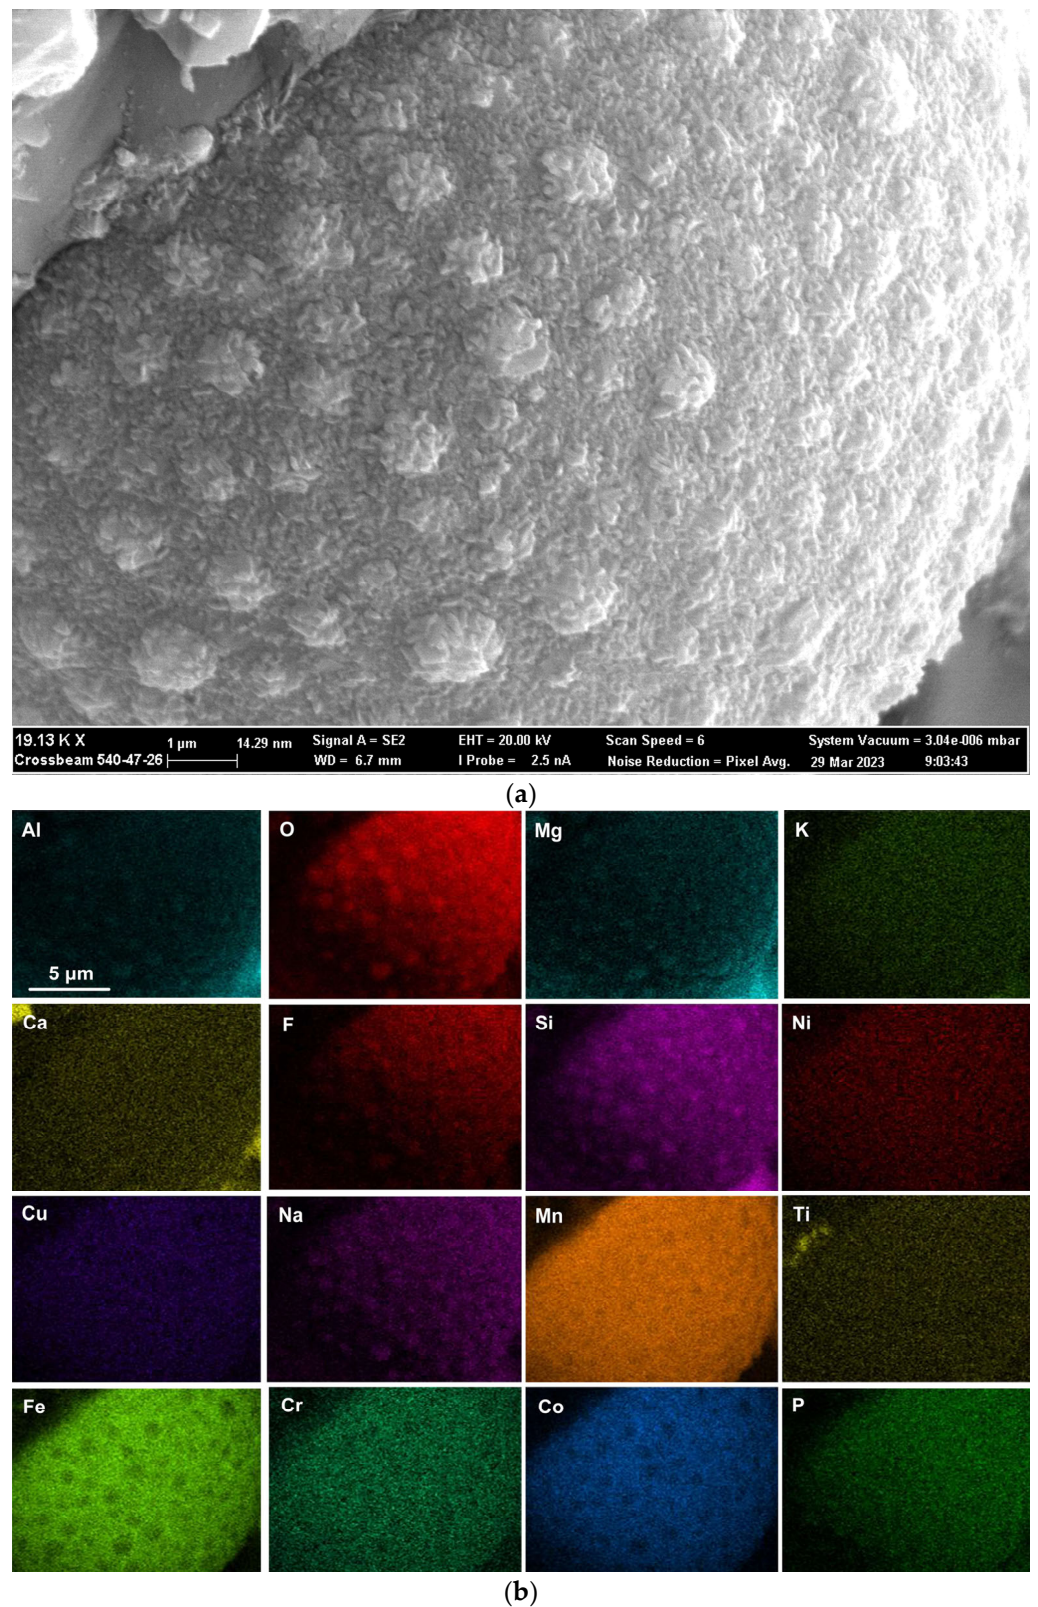 19.13 K X 1 µm 14.29 nm Signal A = SE2 EHT = 20.00 kV Scan Speed = 6 System Vacuum = 3.04e-006 mbar
Crossbeam 540-47-26 WD = 6.7 mm I Probe = 2.5 nA Noise Reduction = Pixel Avg. 29 Mar 2023 9:03:43
(a)
Al O Mg K
5 µm
Ca F Si Ni
Cu Na Mn Ti
Fe Cr Co P
(b)